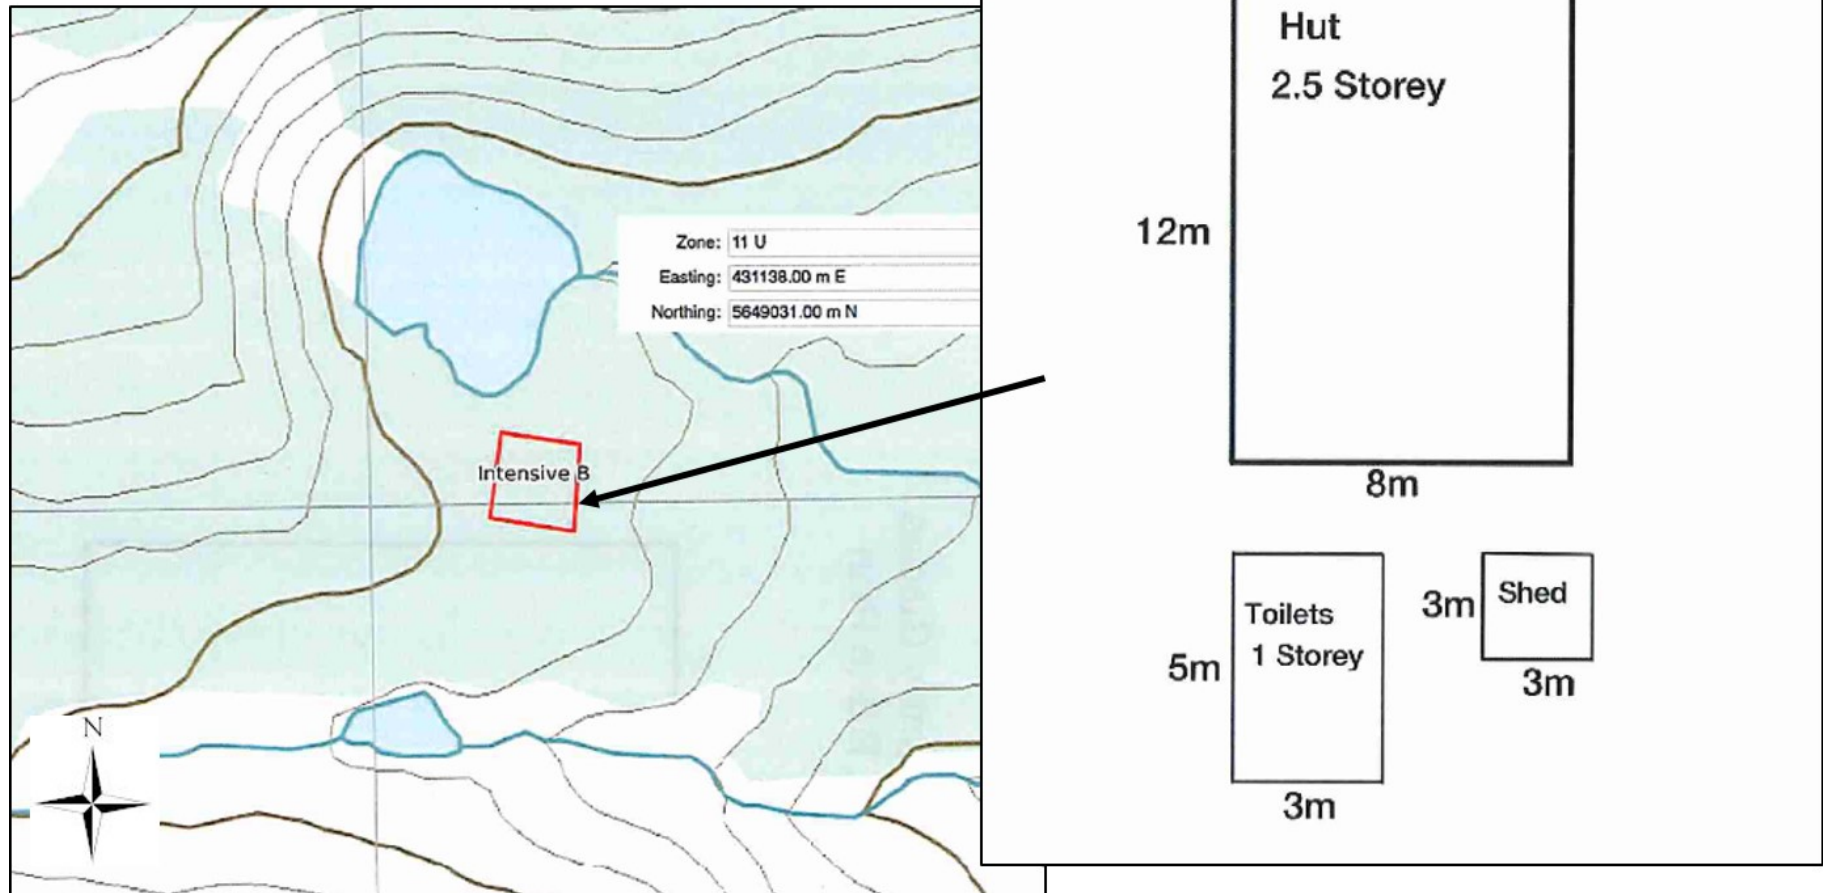 Zone: 11 U
Easting: 431138.00 m E
Northing: 5649031.00 m N
Intensive B
N
Hut
2.5 Storey
12m
8m
Toilets
1 Storey
5m
3m
Shed
3m
3m